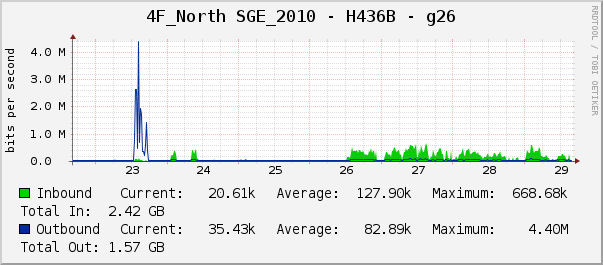 4F_North SGE_2010 - H436B - g26
RRDTOOL / TOBI OETIKER
bits per second
4.0 M
3.0 M
2.0 M
1.0 M
0.0
23 24 25 26 27 28 29
Inbound Current: 20.61k Average: 127.90k Maximum: 668.68k
Total In: 2.42 GB
Outbound Current: 35.43k Average: 82.89k Maximum: 4.40M
Total Out: 1.57 GB